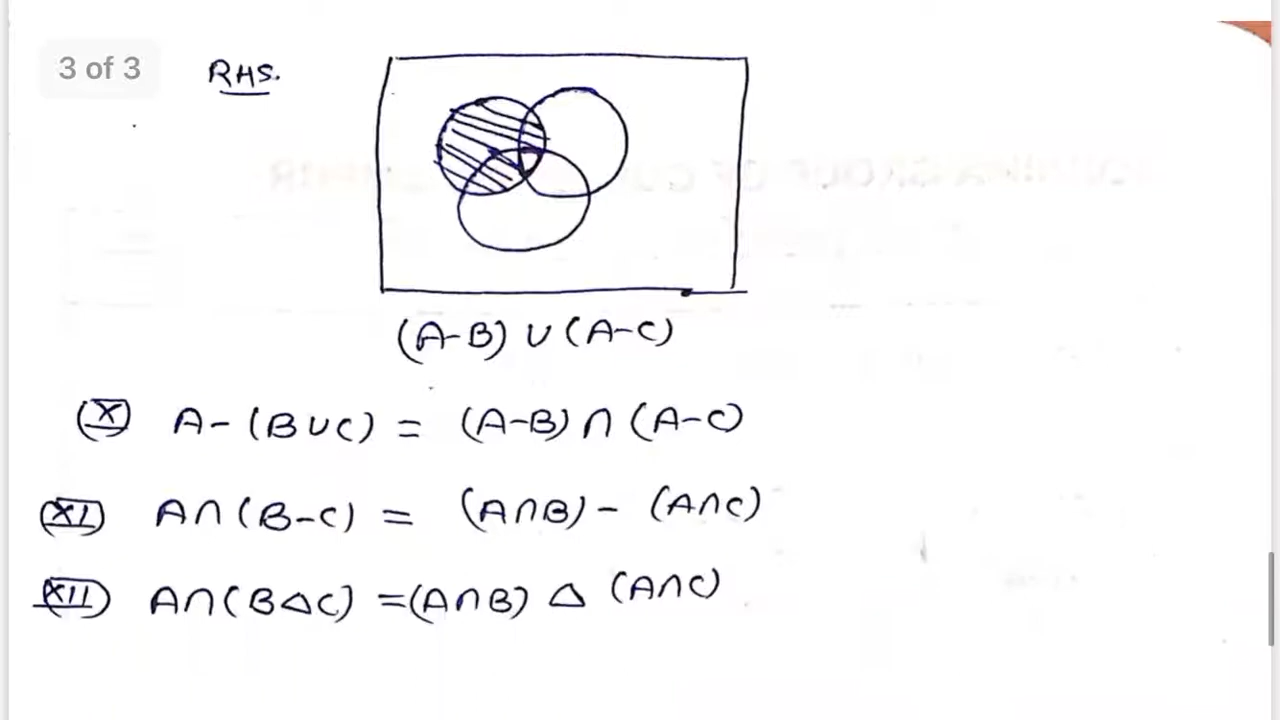 3 of 3
RHS.
(A-B) ∪ (A-C)
(X) A-(B∪C) = (A-B)∩(A-C)
(XI) A∩(B-C) = (A∩B)-(A∩C)
(XII) A∩(B△C) =(A∩B) △ (A∩C)